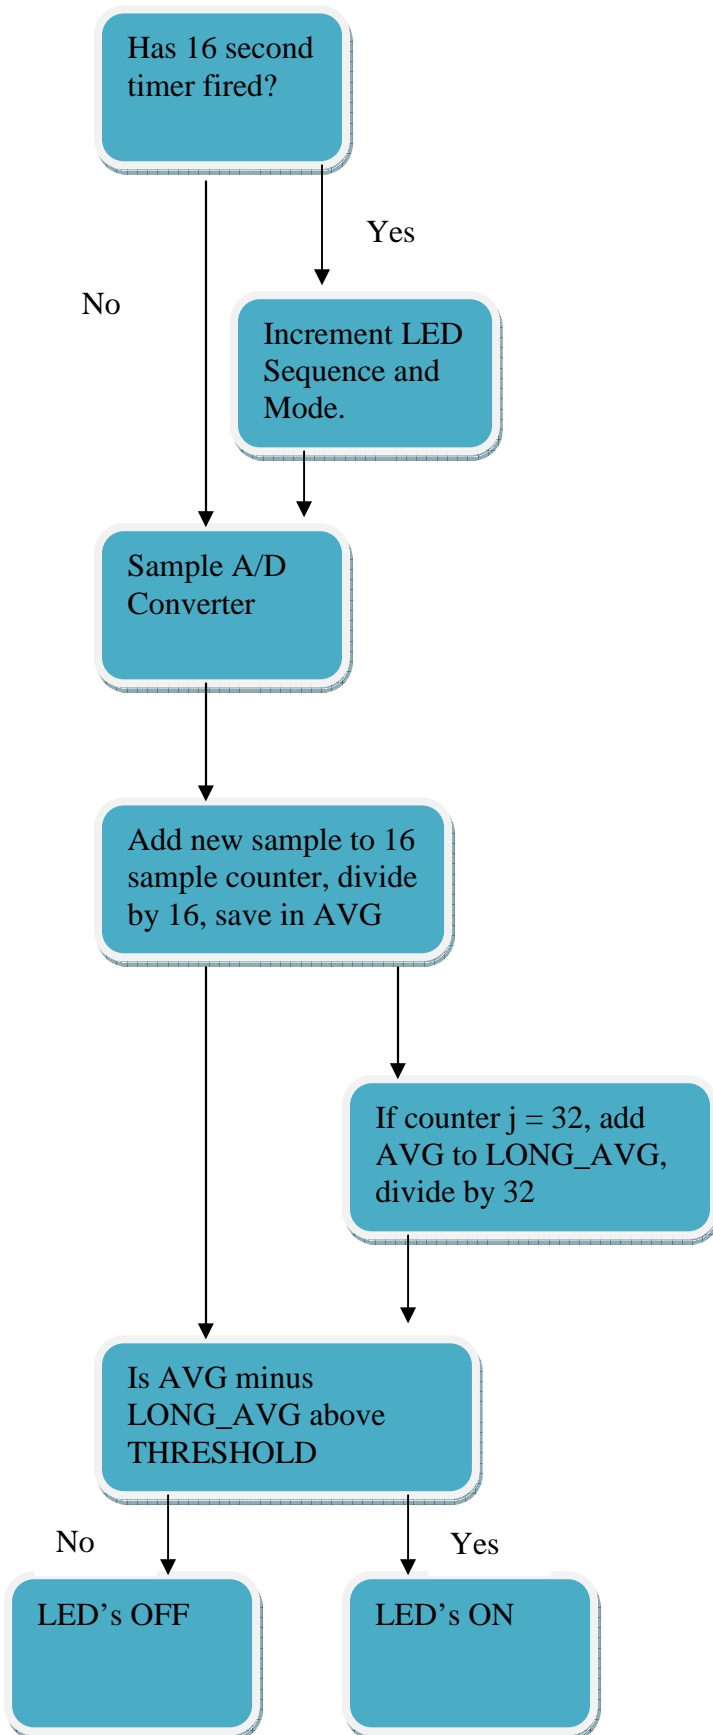 Has 16 second
timer fired?
Yes
No
Increment LED
Sequence and
Mode.
Sample A/D
Converter
Add new sample to 16
sample counter, divide
by 16, save in AVG
If counter j = 32, add
AVG to LONG_AVG,
divide by 32
Is AVG minus
LONG_AVG above
THRESHOLD
No
Yes
LED’s OFF
LED’s ON